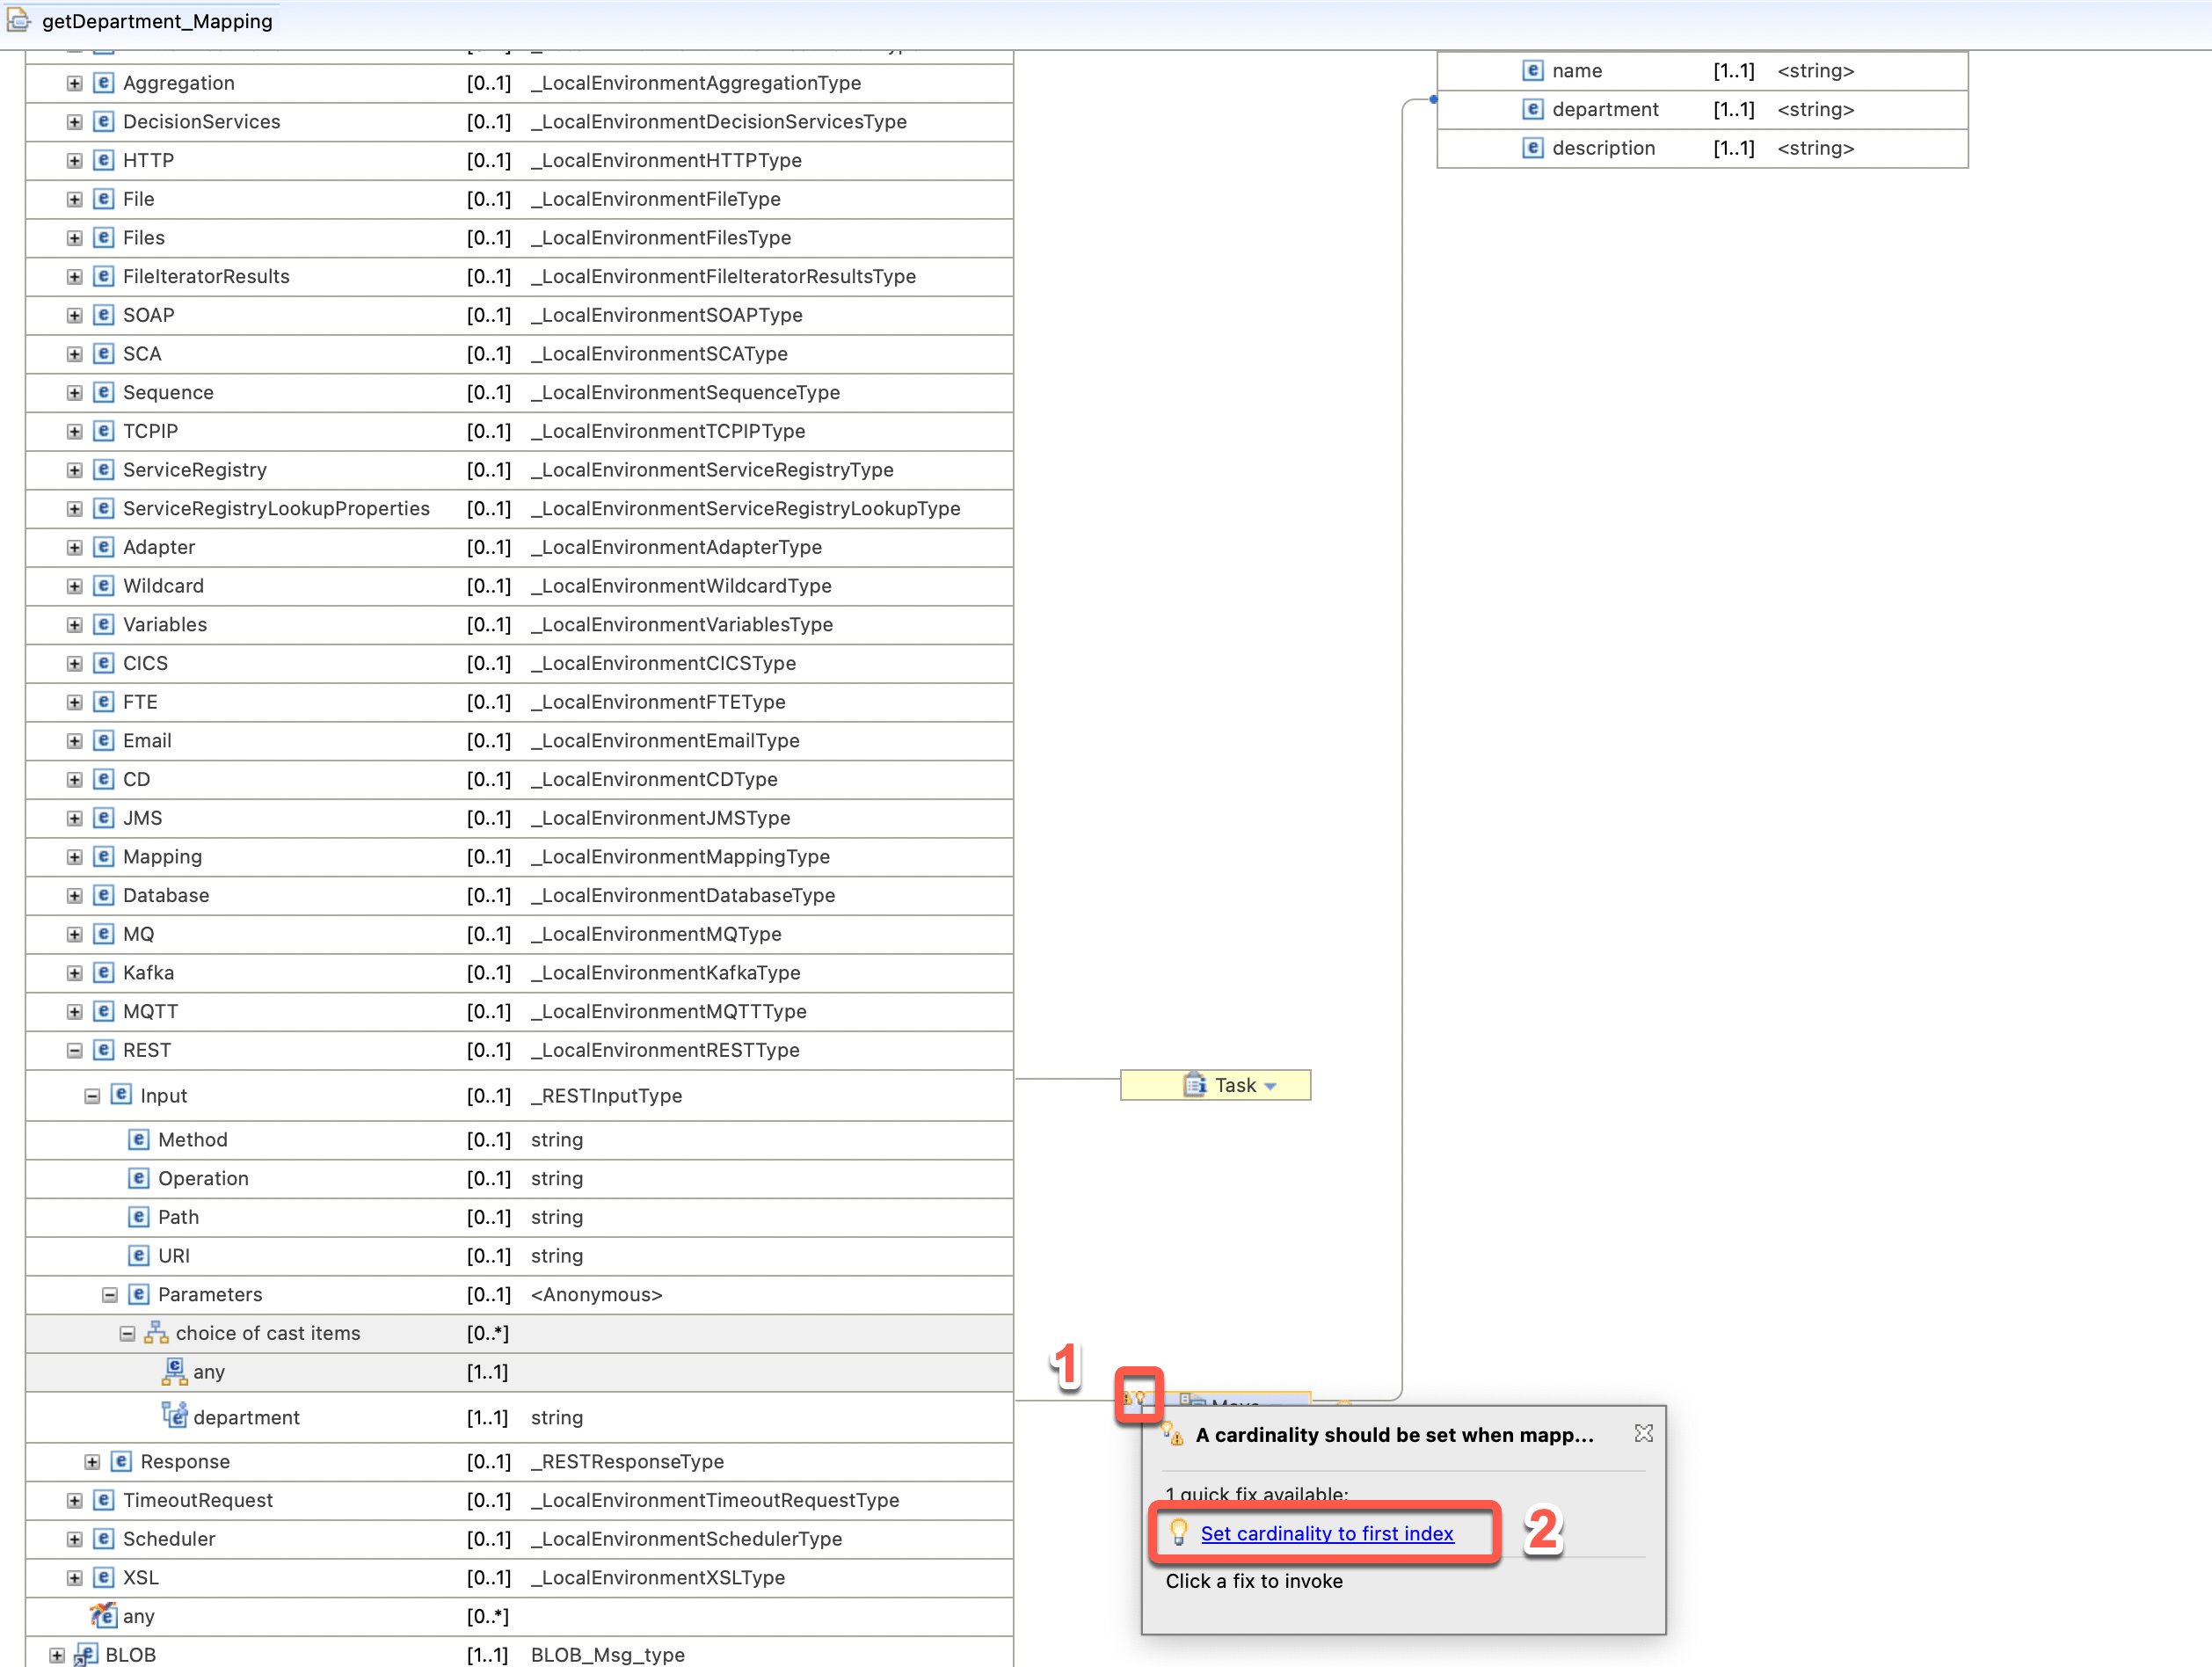 getDepartment_Mapping
Aggregation [0..1] _LocalEnvironmentAggregationType
DecisionServices [0..1] _LocalEnvironmentDecisionServicesType
HTTP [0..1] _LocalEnvironmentHTTPType
File [0..1] _LocalEnvironmentFileType
Files [0..1] _LocalEnvironmentFilesType
FileIteratorResults [0..1] _LocalEnvironmentFileIteratorResultsType
SOAP [0..1] _LocalEnvironmentSOAPType
SCA [0..1] _LocalEnvironmentSCAType
Sequence [0..1] _LocalEnvironmentSequenceType
TCPIP [0..1] _LocalEnvironmentTCPIPType
ServiceRegistry [0..1] _LocalEnvironmentServiceRegistryType
ServiceRegistryLookupProperties [0..1] _LocalEnvironmentServiceRegistryLookupType
Adapter [0..1] _LocalEnvironmentAdapterType
Wildcard [0..1] _LocalEnvironmentWildcardType
Variables [0..1] _LocalEnvironmentVariablesType
CICS [0..1] _LocalEnvironmentCICSType
FTE [0..1] _LocalEnvironmentFTEType
Email [0..1] _LocalEnvironmentEmailType
CD [0..1] _LocalEnvironmentCDType
JMS [0..1] _LocalEnvironmentJMSType
Mapping [0..1] _LocalEnvironmentMappingType
Database [0..1] _LocalEnvironmentDatabaseType
MQ [0..1] _LocalEnvironmentMQType
Kafka [0..1] _LocalEnvironmentKafkaType
MQTT [0..1] _LocalEnvironmentMQTTType
REST [0..1] _LocalEnvironmentRESTType
Input [0..1] _RESTInputType
Method [0..1] string
Operation [0..1] string
Path [0..1] string
URI [0..1] string
Parameters [0..1] <Anonymous>
choice of cast items [0..*]
any [1..1]
department [1..1] string
Response [0..1] _RESTResponseType
TimeoutRequest [0..1] _LocalEnvironmentTimeoutRequestType
Scheduler [0..1] _LocalEnvironmentSchedulerType
XSL [0..1] _LocalEnvironmentXSLType
any [0..*]
BLOB [1..1] BLOB_Msg_type
name [1..1] <string>
department [1..1] <string>
description [1..1] <string>
Task
1
Move
A cardinality should be set when mapp...
1 quick fix available:
Set cardinality to first index
2
Click a fix to invoke